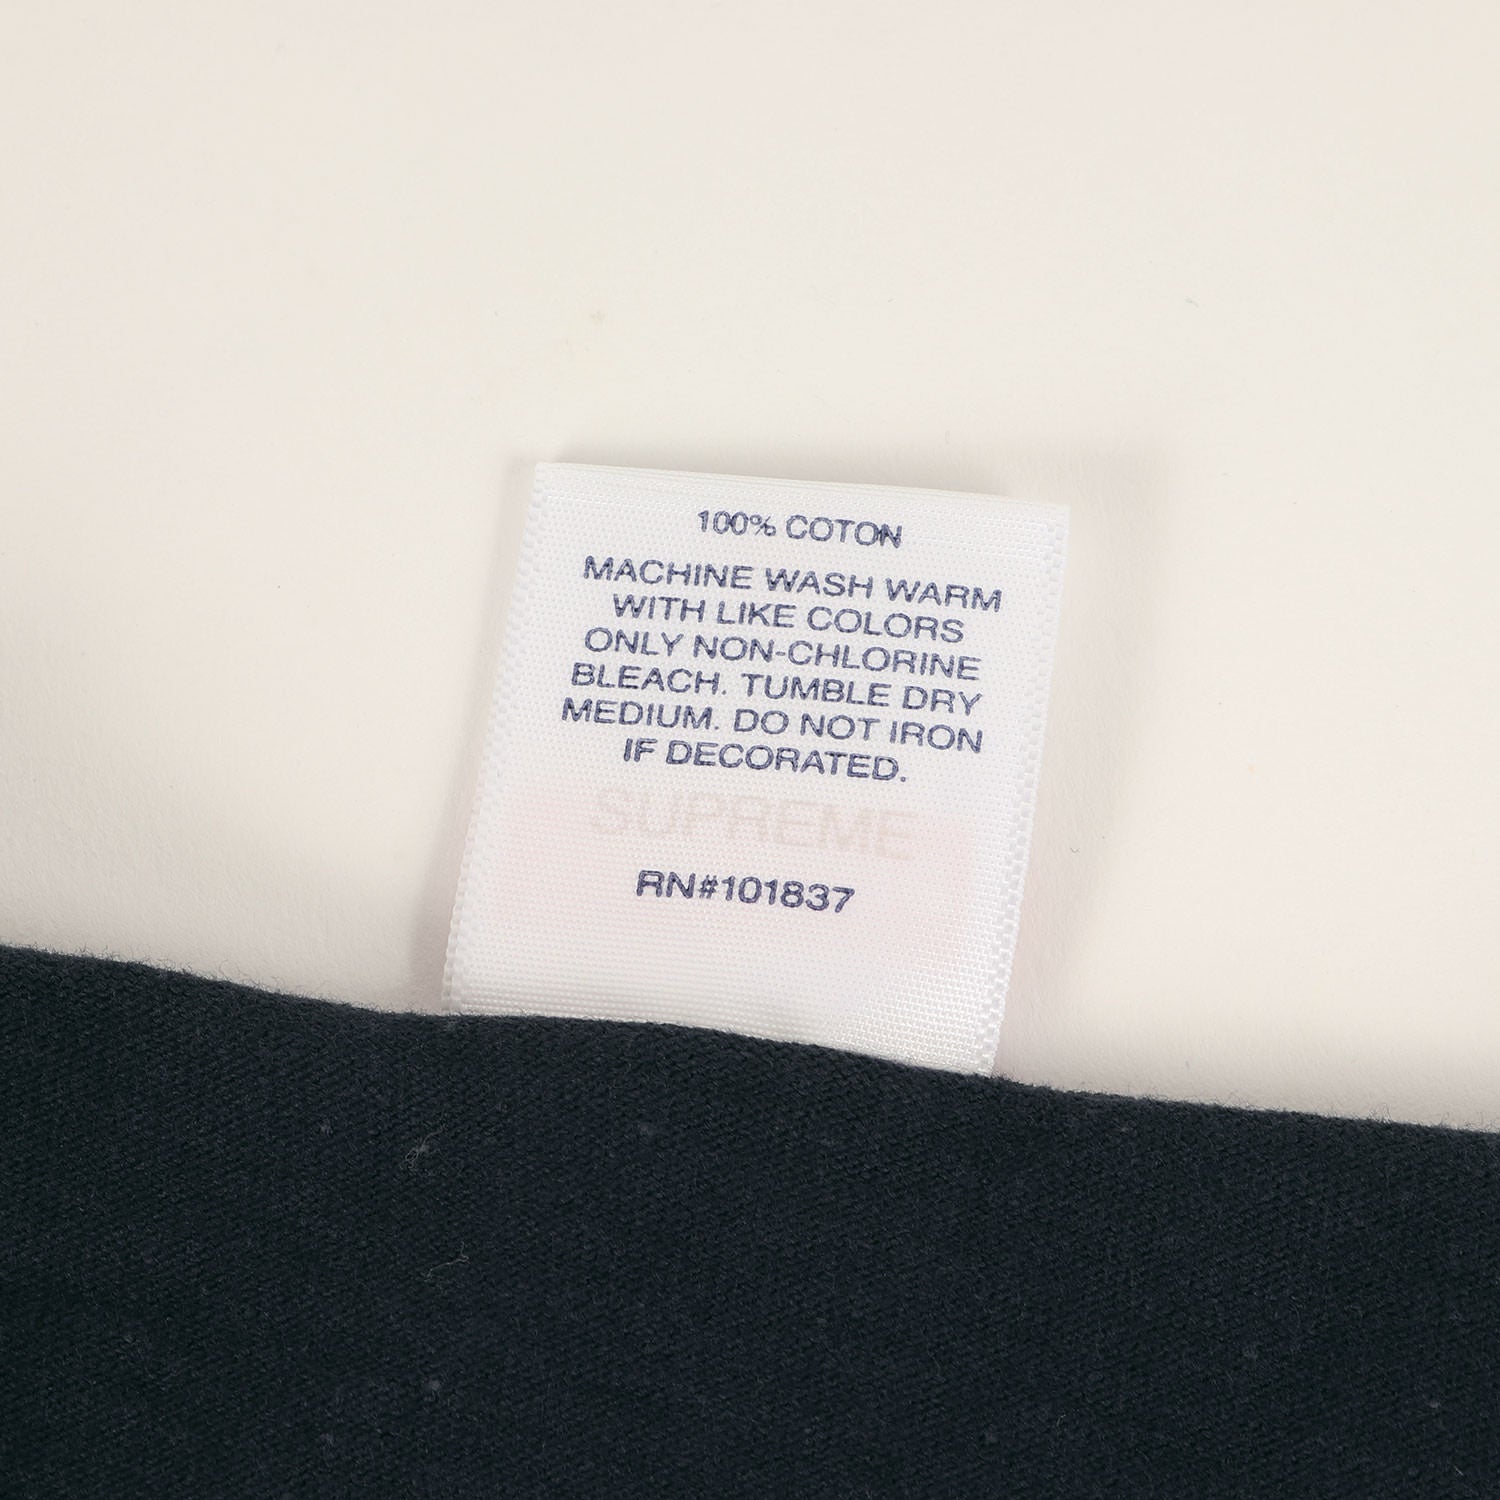 100% COTON
MACHINE WASH WARM
WITH LIKE COLORS
ONLY NON-CHLORINE
BLEACH. TUMBLE DRY
MEDIUM. DO NOT IRON
IF DECORATED.
SUPREME
RN#101837